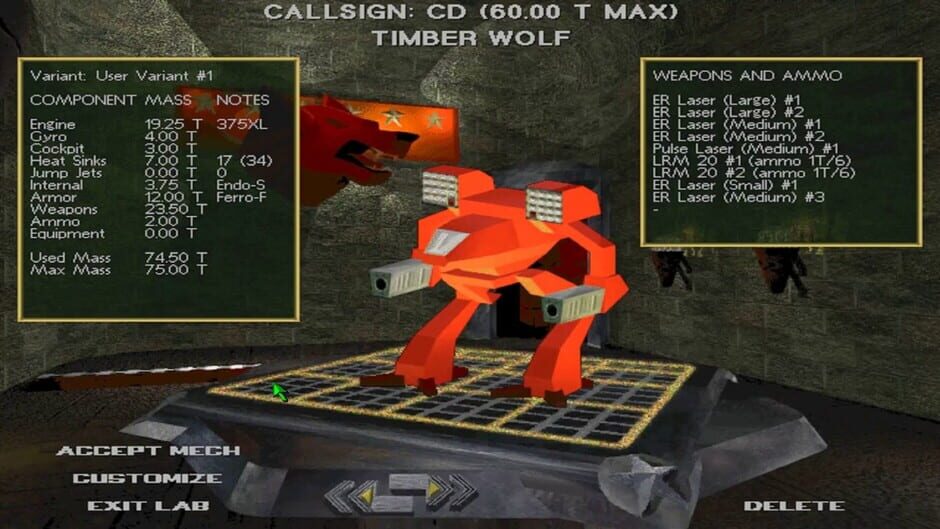 CALLSIGN: CD (60.00 T MAX)
TIMBER WOLF
Variant: User Variant #1
COMPONENT MASS NOTES
Engine 19.25 T 375XL
Gyro 4.00 T
Cockpit 3.00 T
Heat Sinks 7.00 T 17 (34)
Jump Jets 0.00 T 0
Internal 3.75 T Endo-S
Armor 12.00 T Ferro-F
Weapons 23.50 T
Ammo 2.00 T
Equipment 0.00 T
Used Mass 74.50 T
Max Mass 75.00 T
WEAPONS AND AMMO
ER Laser (Large) #1
ER Laser (Large) #2
ER Laser (Medium) #1
ER Laser (Medium) #2
Pulse Laser (Medium) #1
LRM 20 #1 (ammo 1T/6)
LRM 20 #2 (ammo 1T/6)
ER Laser (Small) #1
ER Laser (Medium) #3
-
ACCEPT MECH
CUSTOMIZE
EXIT LAB
DELETE